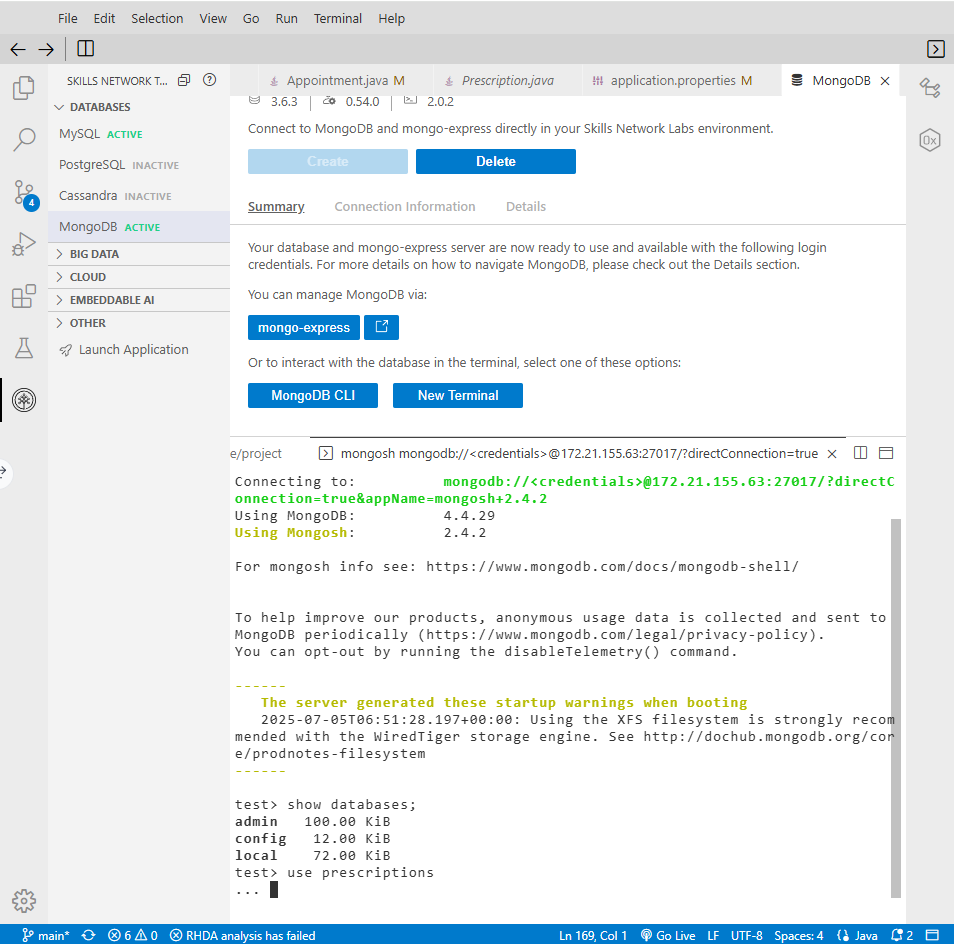 File Edit Selection View Go Run Terminal Help
SKILLS NETWORK T...
DATABASES
MySQL ACTIVE
PostgreSQL INACTIVE
Cassandra INACTIVE
MongoDB ACTIVE
BIG DATA
CLOUD
EMBEDDABLE AI
OTHER
Launch Application
4
Appointment.java M Prescription.java application.properties M MongoDB
3.6.3 0.54.0 2.0.2
Connect to MongoDB and mongo-express directly in your Skills Network Labs environment.
Create Delete
Summary Connection Information Details
Your database and mongo-express server are now ready to use and available with the following login
credentials. For more details on how to navigate MongoDB, please check out the Details section.
You can manage MongoDB via:
mongo-express
Or to interact with the database in the terminal, select one of these options:
MongoDB CLI New Terminal
e/project mongosh mongodb://<credentials>@172.21.155.63:27017/?directConnection=true
Connecting to: mongodb://<credentials>@172.21.155.63:27017/?directC
onnection=true&appName=mongosh+2.4.2
Using MongoDB: 4.4.29
Using Mongosh: 2.4.2
For mongosh info see: https://www.mongodb.com/docs/mongodb-shell/
To help improve our products, anonymous usage data is collected and sent to
MongoDB periodically (https://www.mongodb.com/legal/privacy-policy).
You can opt-out by running the disableTelemetry() command.
------
The server generated these startup warnings when booting
2025-07-05T06:51:28.197+00:00: Using the XFS filesystem is strongly recom
mended with the WiredTiger storage engine. See http://dochub.mongodb.org/cor
e/prodnotes-filesystem
------
test> show databases;
admin 100.00 KiB
config 12.00 KiB
local 72.00 KiB
test> use prescriptions
...
0x
main* 6 0 RHDA analysis has failed Ln 169, Col 1 Go Live LF UTF-8 Spaces: 4 Java 2